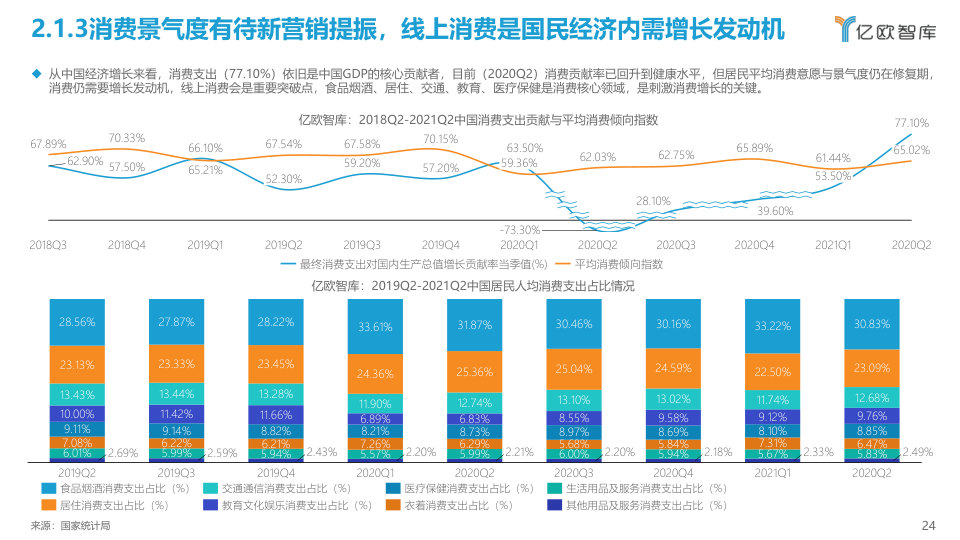 2.1.3消费景气度有待新营销提振，线上消费是国民经济内需增长发动机
亿欧智库
◆ 从中国经济增长来看，消费支出（77.10%）依旧是中国GDP的核心贡献者，目前（2020Q2）消费贡献率已回升到健康水平，但居民平均消费意愿与景气度仍在修复期，
消费仍需要增长发动机，线上消费会是重要突破点，食品烟酒、居住、交通、教育、医疗保健是消费核心领域，是刺激消费增长的关键。
亿欧智库：2018Q2-2021Q2中国消费支出贡献与平均消费倾向指数
67.89% 70.33% 66.10% 67.54% 67.58% 70.15% 63.50% 62.03% 62.75% 65.89% 61.44% 77.10%
62.90% 57.50% 65.21% 52.30% 59.20% 57.20% 59.36% 28.10% 39.60% 53.50% 65.02%
-73.30%
2018Q3 2018Q4 2019Q1 2019Q2 2019Q3 2019Q4 2020Q1 2020Q2 2020Q3 2020Q4 2021Q1 2020Q2
最终消费支出对国内生产总值增长贡献率当季值(%) 平均消费倾向指数
亿欧智库：2019Q2-2021Q2中国居民人均消费支出占比情况
28.56% 27.87% 28.22% 33.61% 31.87% 30.46% 30.16% 33.22% 30.83%
23.13% 23.33% 23.45% 24.36% 25.36% 25.04% 24.59% 22.50% 23.09%
13.43% 13.44% 13.28% 11.90% 12.74% 13.10% 13.02% 11.74% 12.68%
10.00% 11.42% 11.66% 6.89% 6.83% 8.55% 9.58% 9.12% 9.76%
9.11% 9.14% 8.82% 8.21% 8.73% 8.97% 8.69% 8.10% 8.85%
7.08% 6.22% 6.21% 7.26% 6.29% 5.68% 5.84% 7.31% 6.47%
6.01% 5.99% 5.94% 5.57% 5.99% 6.00% 5.94% 5.67% 5.83%
2.69% 2.59% 2.43% 2.20% 2.21% 2.20% 2.18% 2.33% 2.49%
2019Q2 2019Q3 2019Q4 2020Q1 2020Q2 2020Q3 2020Q4 2021Q1 2020Q2
食品烟酒消费支出占比（%） 交通通信消费支出占比（%） 医疗保健消费支出占比（%） 生活用品及服务消费支出占比（%）
居住消费支出占比（%） 教育文化娱乐消费支出占比（%） 衣着消费支出占比（%） 其他用品及服务消费支出占比（%）
来源：国家统计局
24